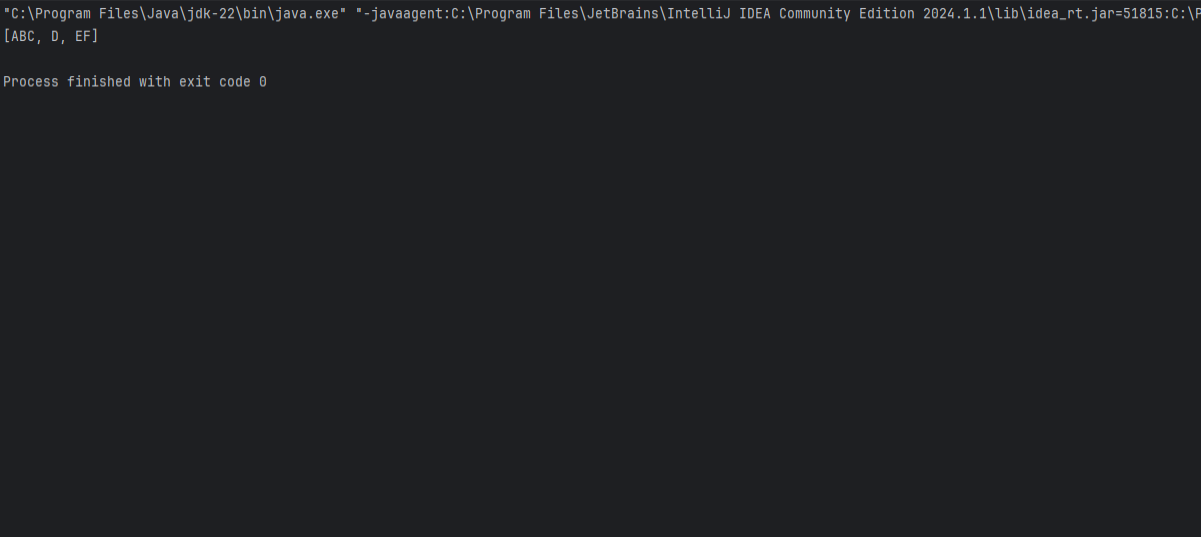 "C:\Program Files\Java\jdk-22\bin\java.exe" "-javaagent:C:\Program Files\JetBrains\IntelliJ IDEA Community Edition 2024.1.1\lib\idea_rt.jar=51815:C:\P
[ABC, D, EF]
Process finished with exit code 0